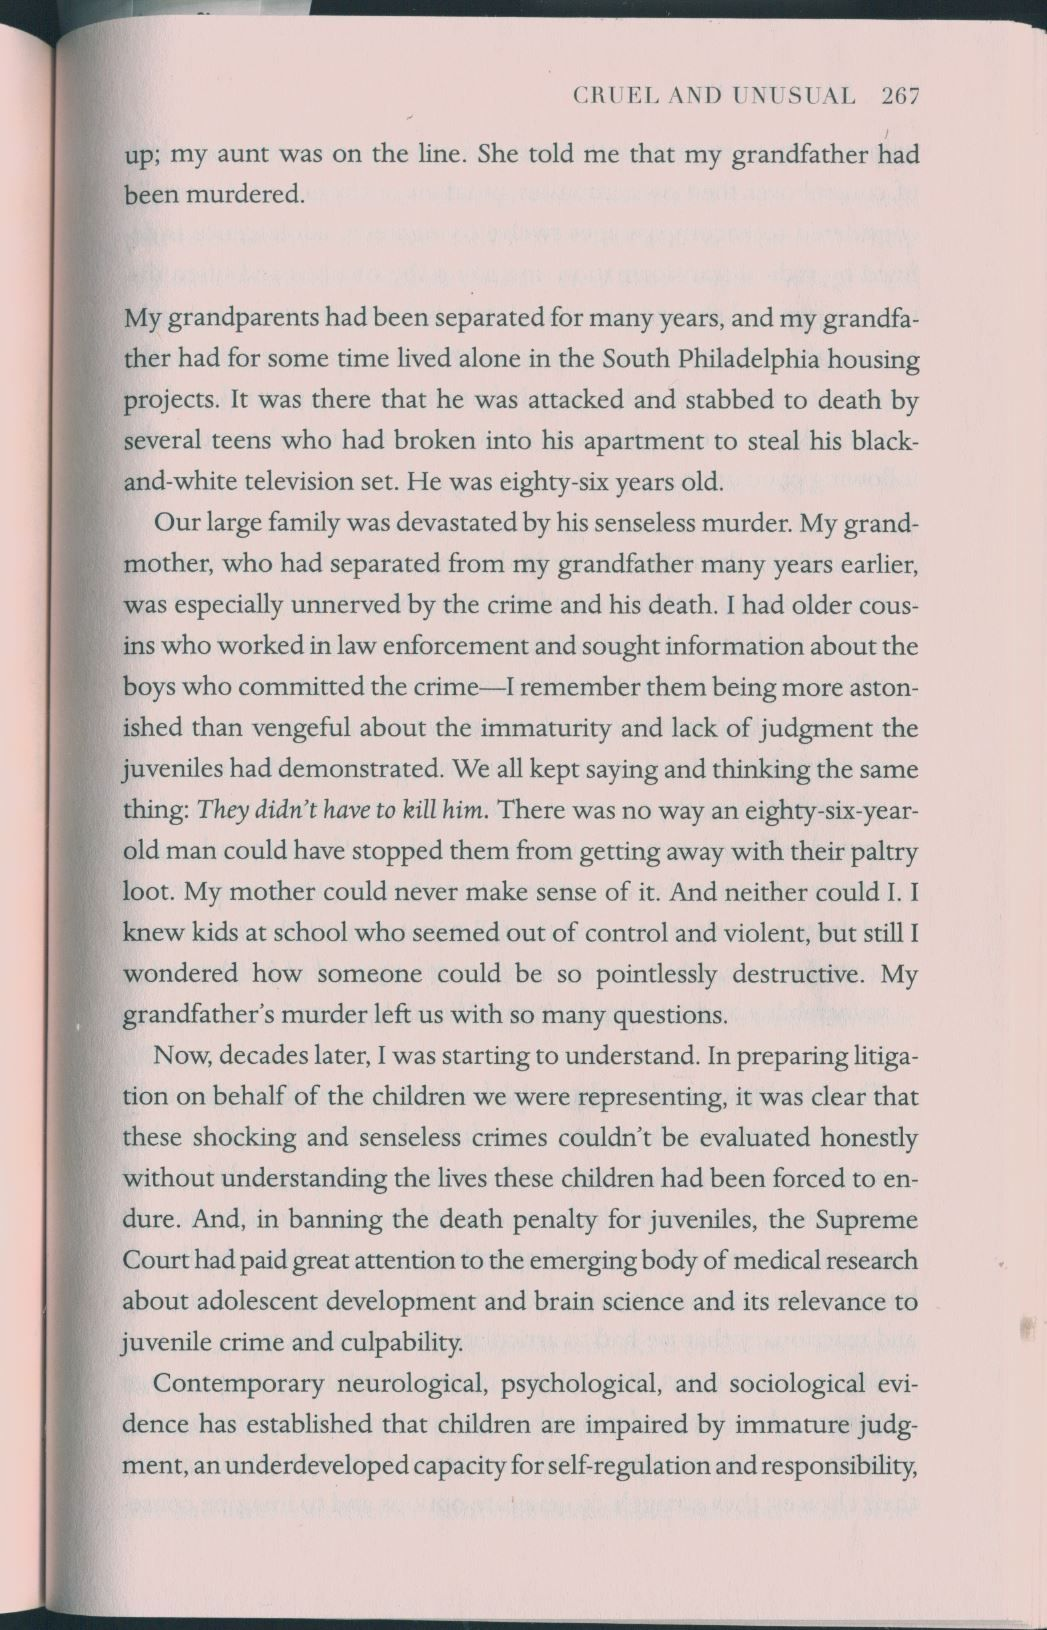 CRUEL AND UNUSUAL 267
up; my aunt was on the line. She told me that my grandfather had
been murdered.
My grandparents had been separated for many years, and my grandfa-
ther had for some time lived alone in the South Philadelphia housing
projects. It was there that he was attacked and stabbed to death by
several teens who had broken into his apartment to steal his black-
and-white television set. He was eighty-six years old.
Our large family was devastated by his senseless murder. My grand-
mother, who had separated from my grandfather many years earlier,
was especially unnerved by the crime and his death. I had older cous-
ins who worked in law enforcement and sought information about the
boys who committed the crime—I remember them being more aston-
ished than vengeful about the immaturity and lack of judgment the
juveniles had demonstrated. We all kept saying and thinking the same
thing: They didn't have to kill him. There was no way an eighty-six-year-
old man could have stopped them from getting away with their paltry
loot. My mother could never make sense of it. And neither could I. I
knew kids at school who seemed out of control and violent, but still I
wondered how someone could be so pointlessly destructive. My
grandfather's murder left us with so many questions.
Now, decades later, I was starting to understand. In preparing litiga-
tion on behalf of the children we were representing, it was clear that
these shocking and senseless crimes couldn't be evaluated honestly
without understanding the lives these children had been forced to en-
dure. And, in banning the death penalty for juveniles, the Supreme
Court had paid great attention to the emerging body of medical research
about adolescent development and brain science and its relevance to
juvenile crime and culpability.
Contemporary neurological, psychological, and sociological evi-
dence has established that children are impaired by immature judg-
ment, an underdeveloped capacity for self-regulation and responsibility,